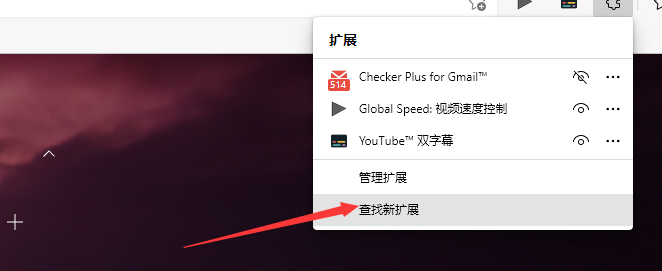 扩展
Checker Plus for Gmail™
514
Global Speed: 视频速度控制
YouTube™ 双字幕
管理扩展
查找新扩展